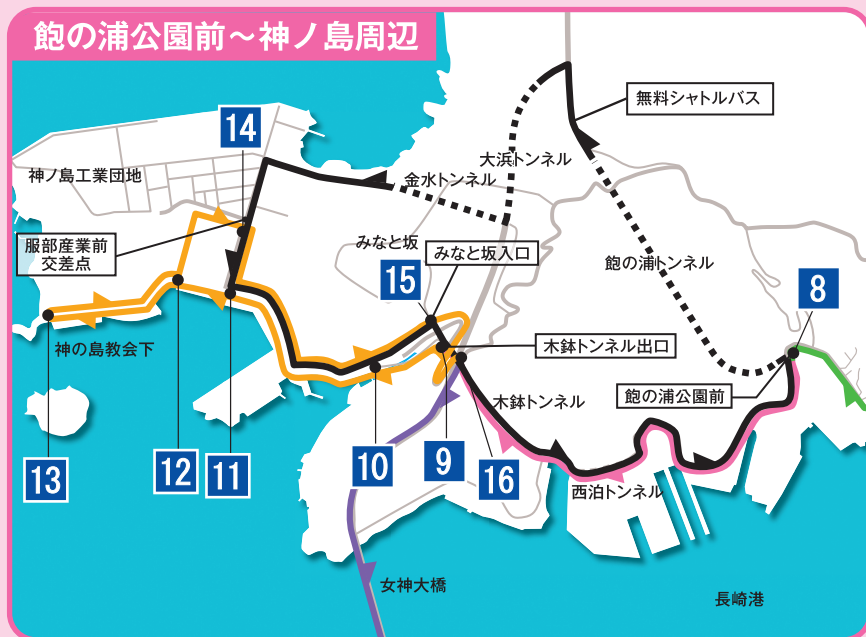 飽の浦公園前～神ノ島周辺
無料シャトルバス
14
大浜トンネル
神ノ島工業団地
金水トンネル
服部産業前
交差点
みなと坂
みなと坂入口
飽の浦トンネル
15
8
木鉢トンネル出口
神の島教会下
木鉢トンネル
飽の浦公園前
13
12
11
10
9
16
西泊トンネル
女神大橋
長崎港